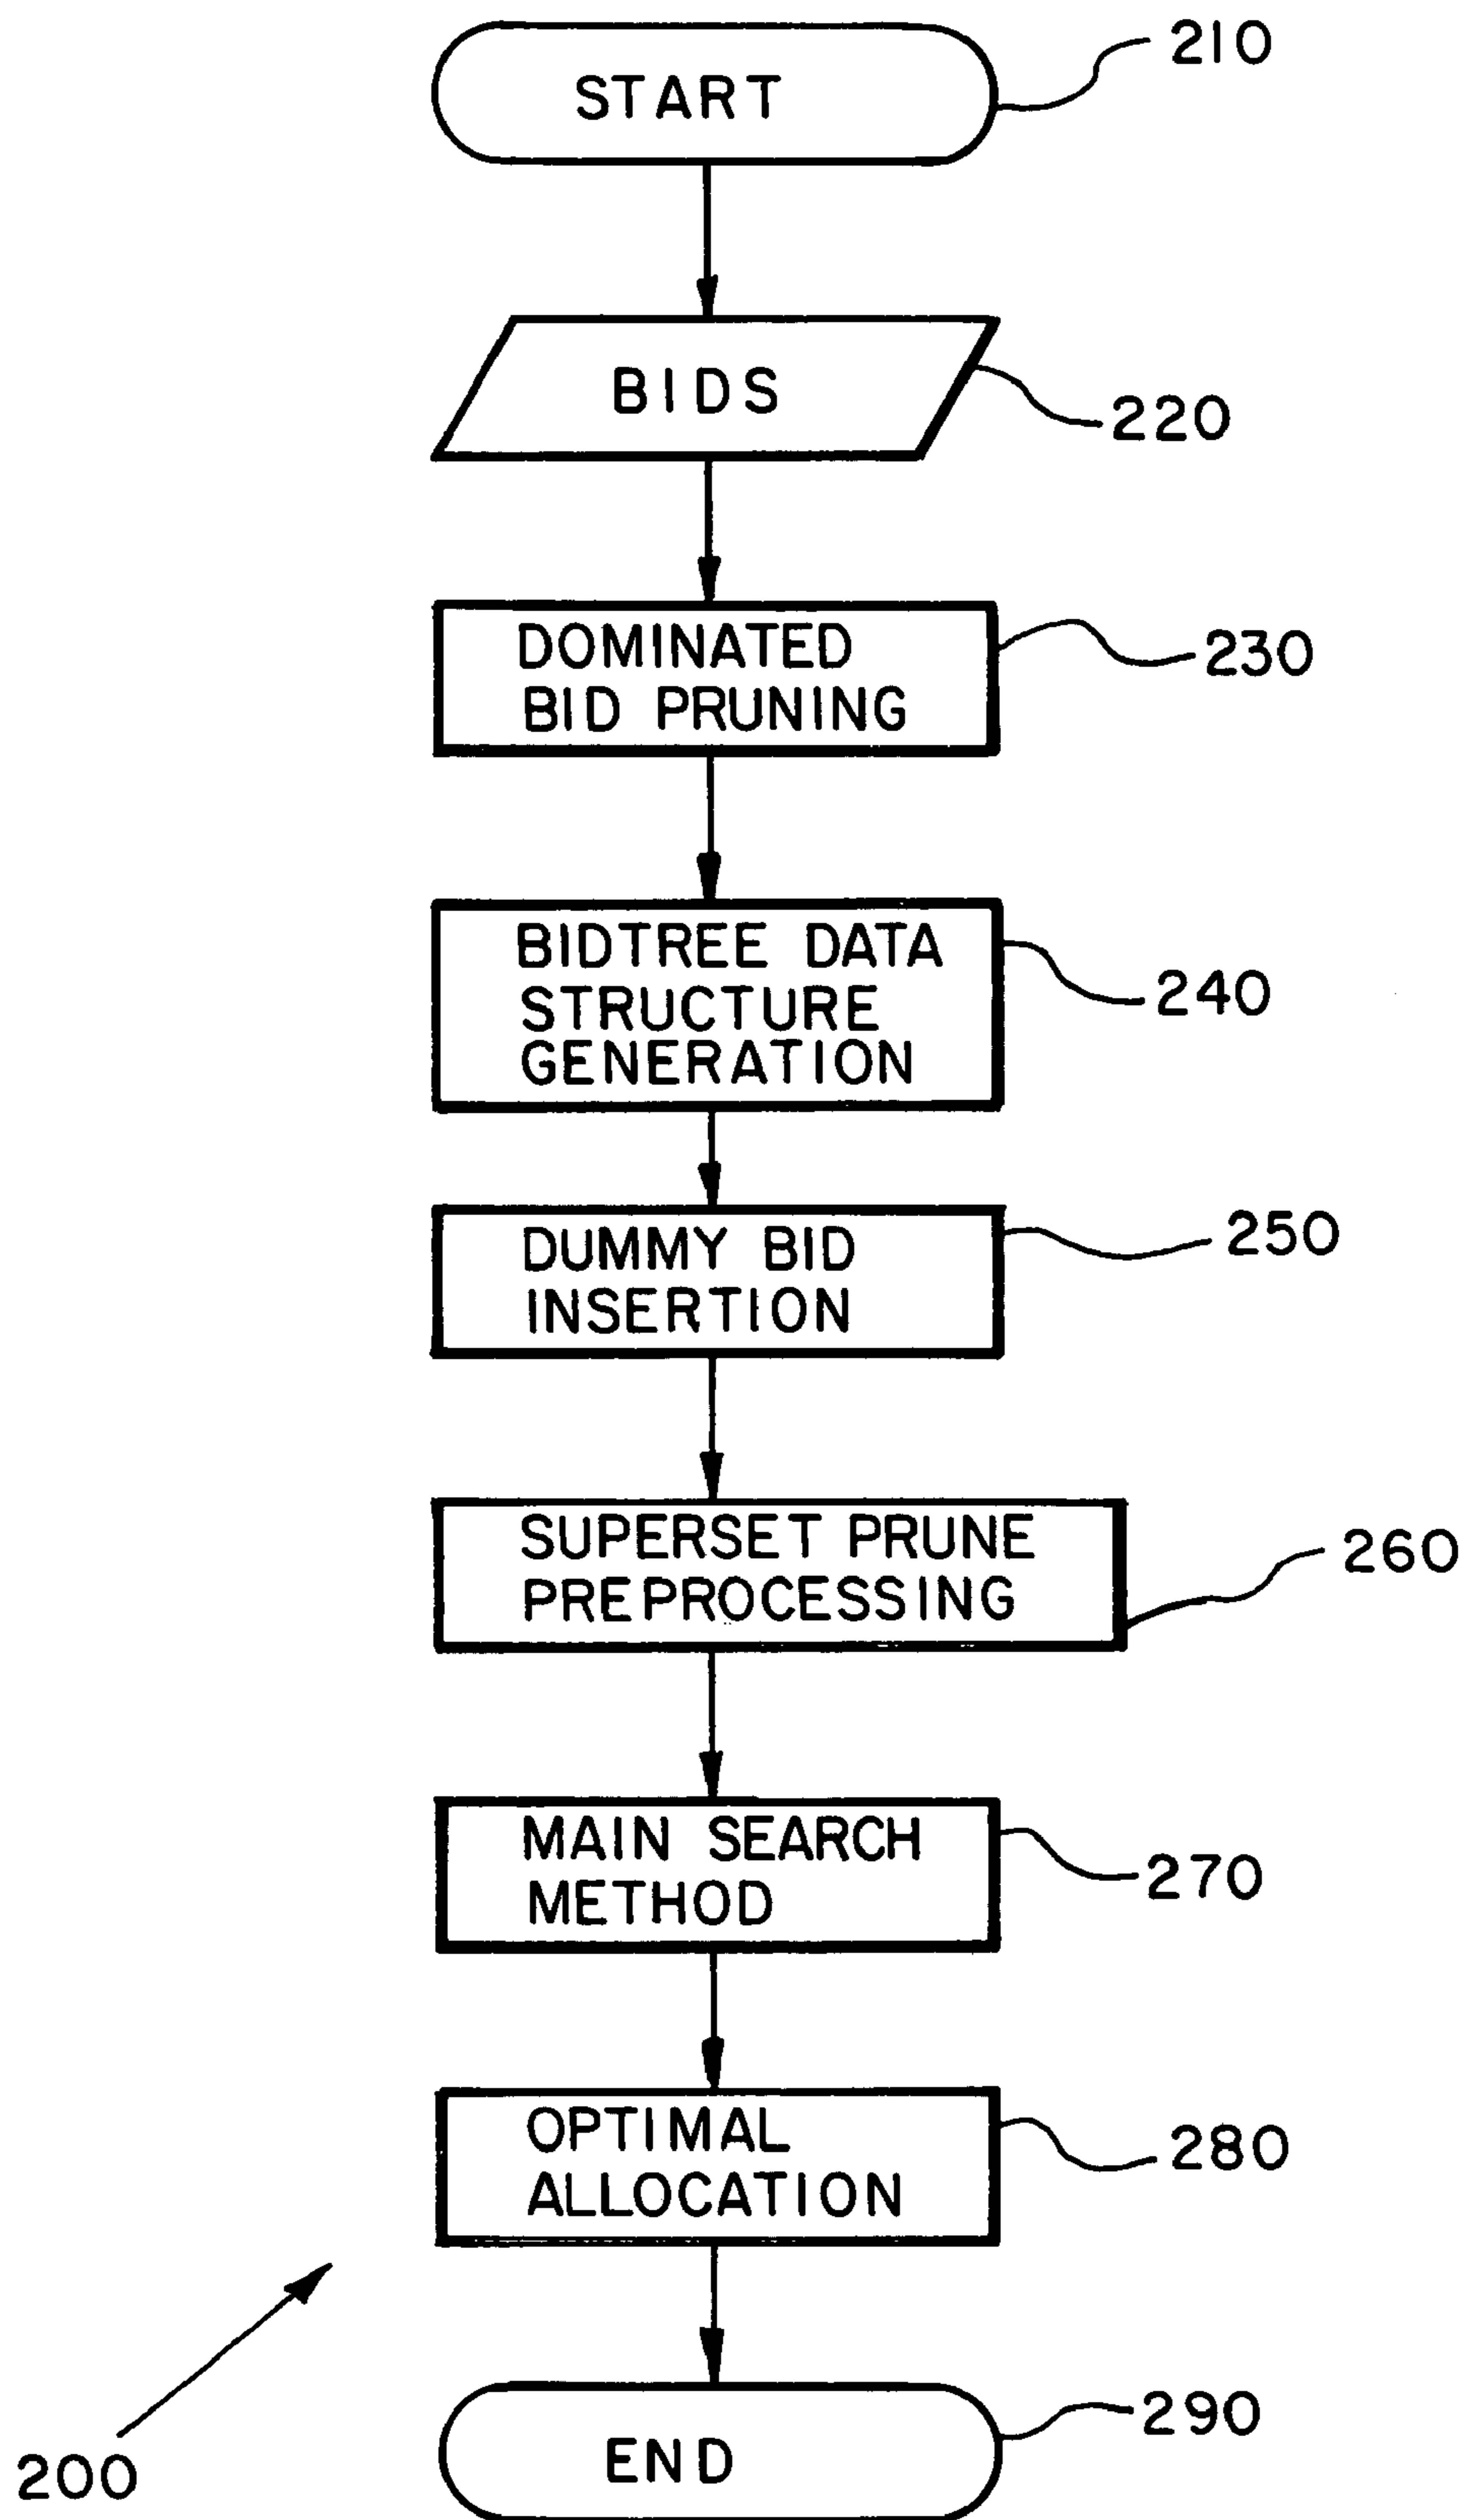 START
210
BIDS
220
DOMINATED
BID PRUNING
230
BIDTREE DATA
STRUCTURE
GENERATION
240
DUMMY BID
INSERTION
250
SUPERSET PRUNE
PREPROCESSING
260
MAIN SEARCH
METHOD
270
OPTIMAL
ALLOCATION
280
END
290
200